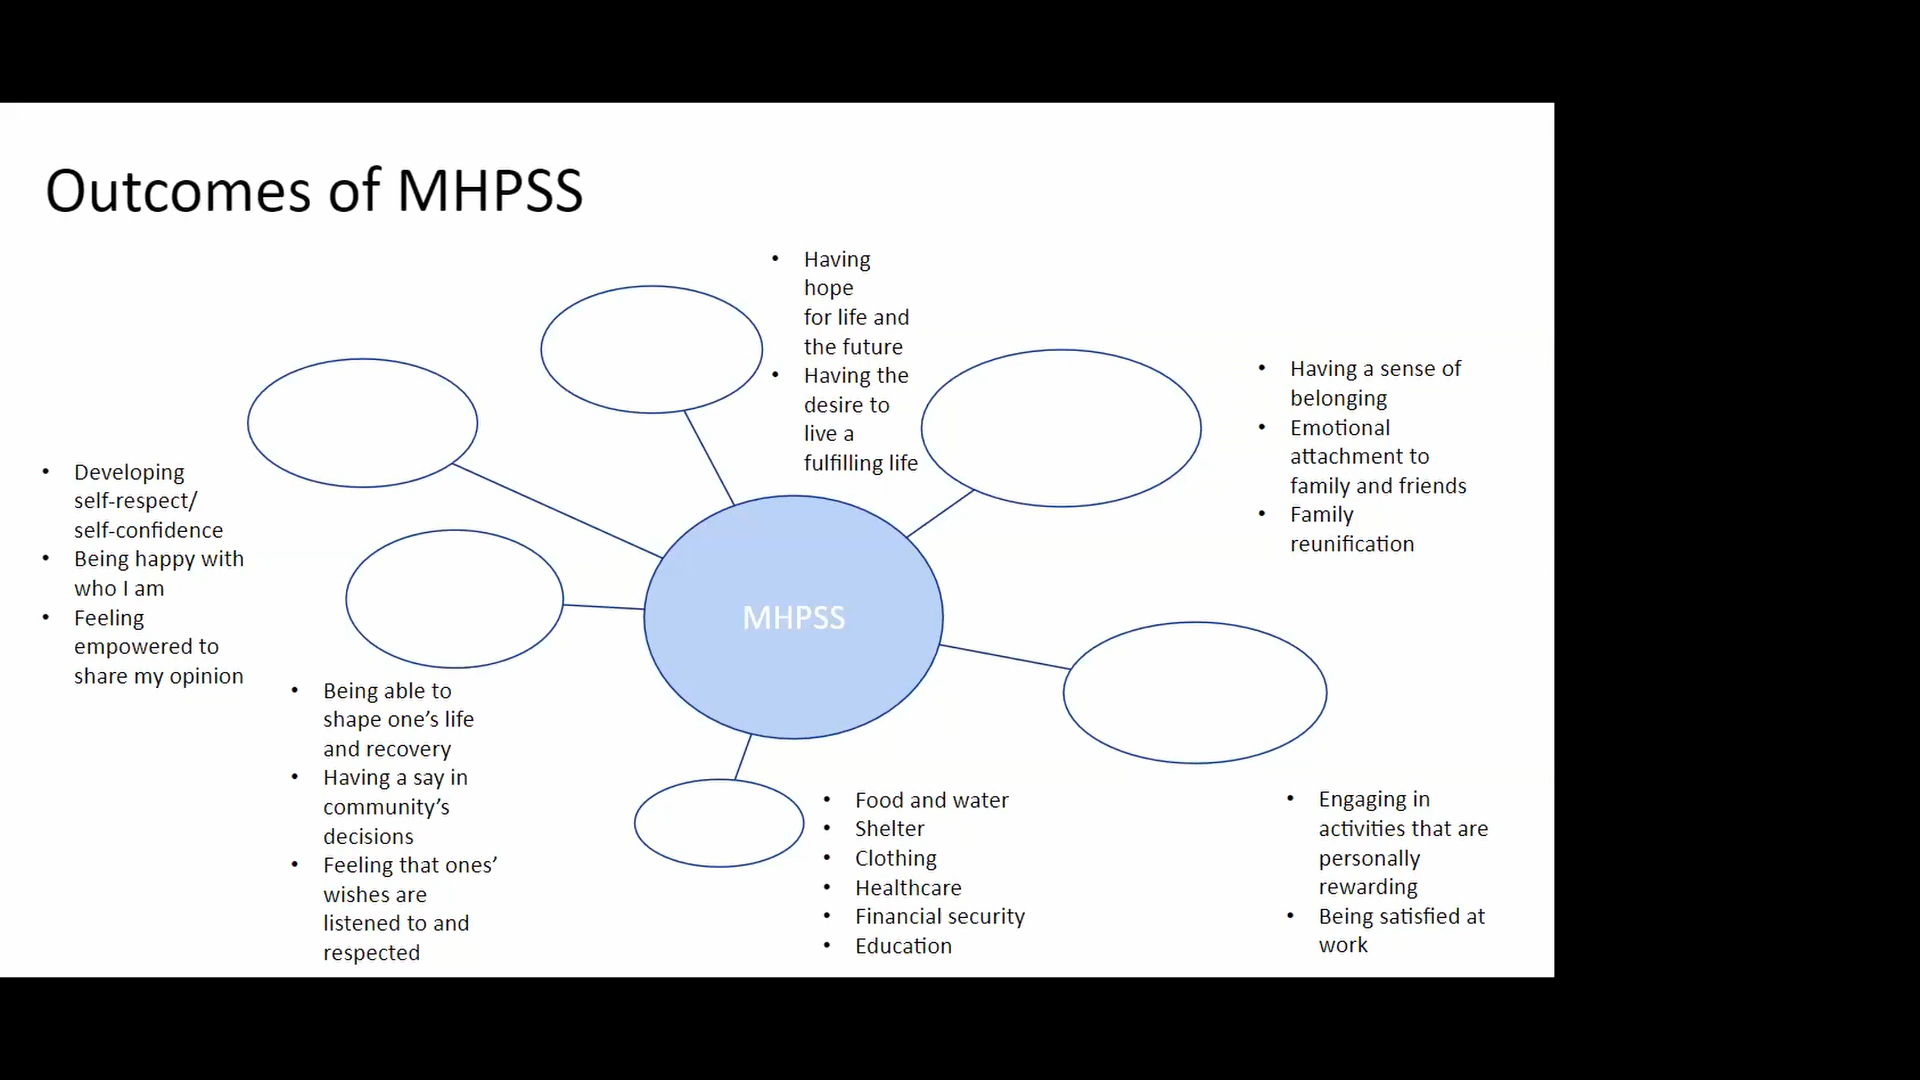 Outcomes of MHPSS
• Having
hope
for life and
the future
• Having the
desire to
live a
fulfilling life
• Having a sense of
belonging
• Emotional
attachment to
family and friends
• Family
reunification
• Developing
self-respect/
self-confidence
• Being happy with
who I am
• Feeling
empowered to
share my opinion
MHPSS
• Being able to
shape one’s life
and recovery
• Having a say in
community’s
decisions
• Feeling that ones’
wishes are
listened to and
respected
• Food and water
• Shelter
• Clothing
• Healthcare
• Financial security
• Education
• Engaging in
activities that are
personally
rewarding
• Being satisfied at
work